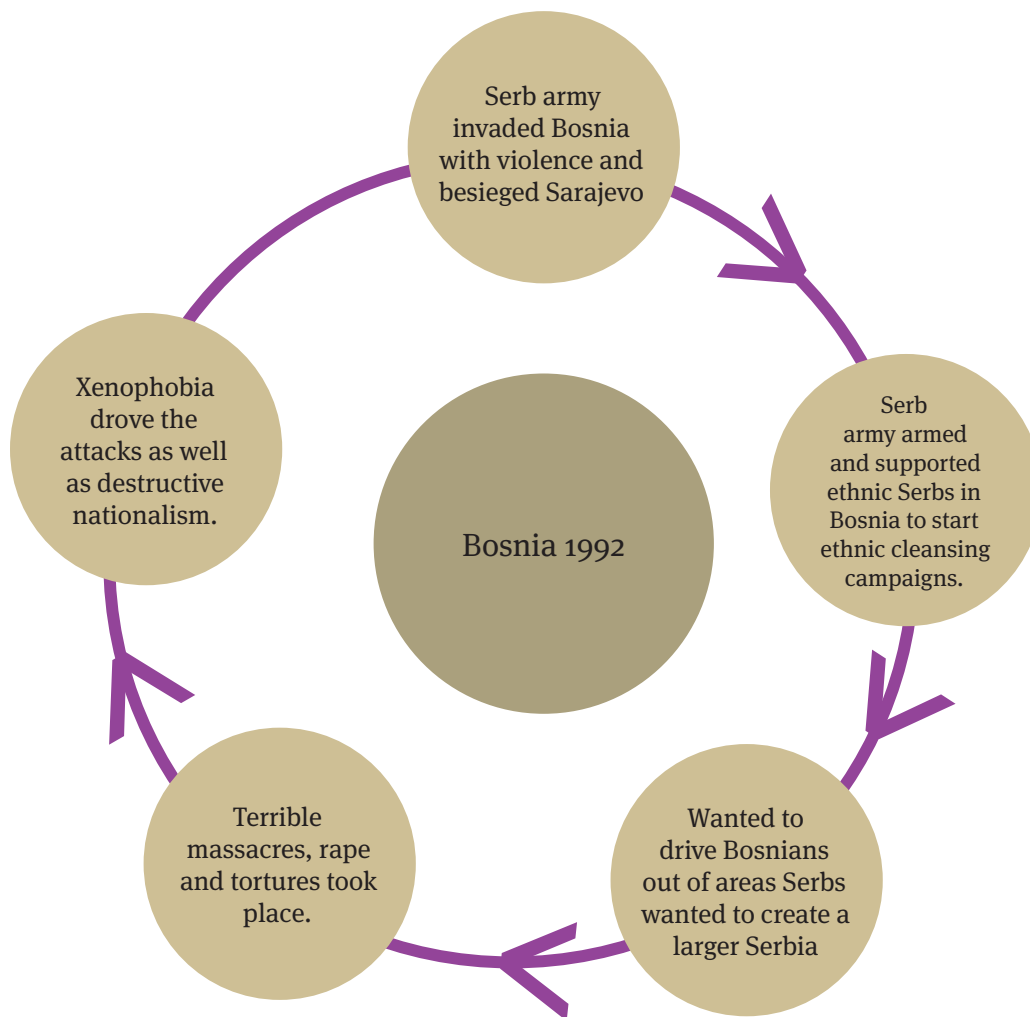 Serb army
invaded Bosnia
with violence and
besieged Sarajevo
Serb
army armed
and supported
ethnic Serbs in
Bosnia to start
ethnic cleansing
campaigns.
Wanted to
drive Bosnians
out of areas Serbs
wanted to create a
larger Serbia
Terrible
massacres, rape
and tortures took
place.
Xenophobia
drove the
attacks as well
as destructive
nationalism.
Bosnia 1992